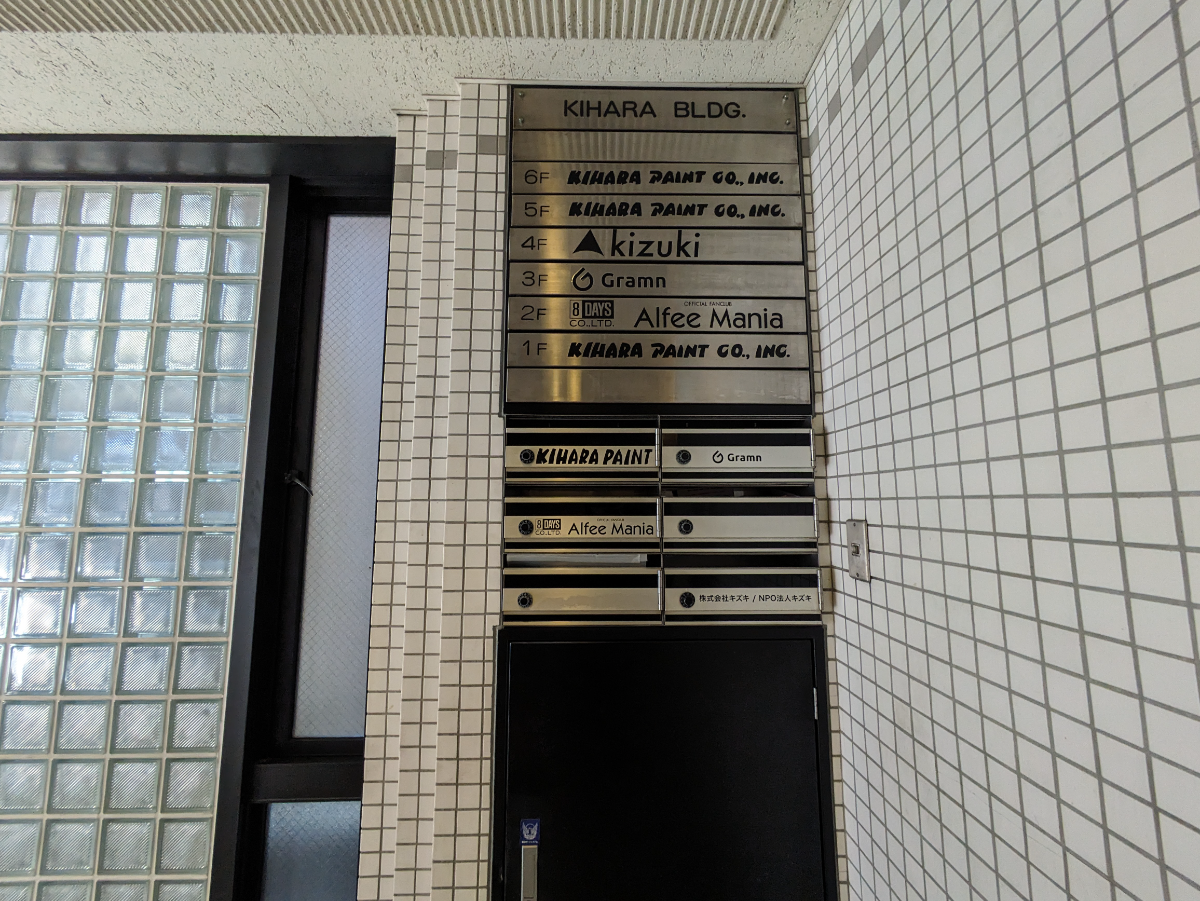 KIHARA BLDG.
6F KIHARA PAINT CO., INC.
5F KIHARA PAINT CO., INC.
4F kizuki
3F Gramn
2F 8 DAYS CO.,LTD. OFFICIAL FANCLUB Alfee Mania
1F KIHARA PAINT CO., INC.
KIHARA PAINT
Gramn
8 DAYS CO.,LTD. OFFICIAL FANCLUB Alfee Mania
株式会社キズキ / NPO法人キズキ